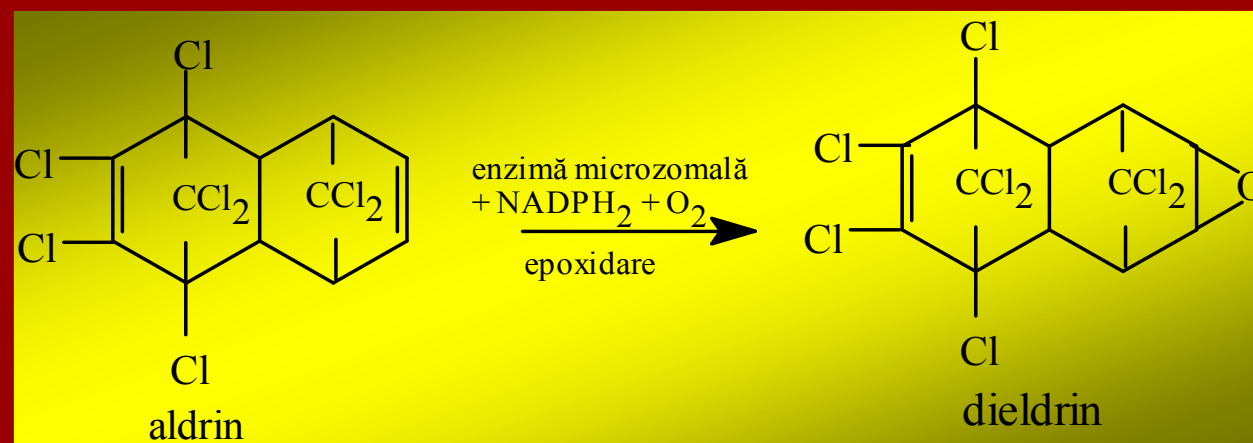 Cl
Cl
Cl
Cl
CCl2
CCl2
aldrin
enzimă microzomală
+ NADPH2 + O2
epoxidare
Cl
Cl
Cl
Cl
CCl2
CCl2
dieldrin